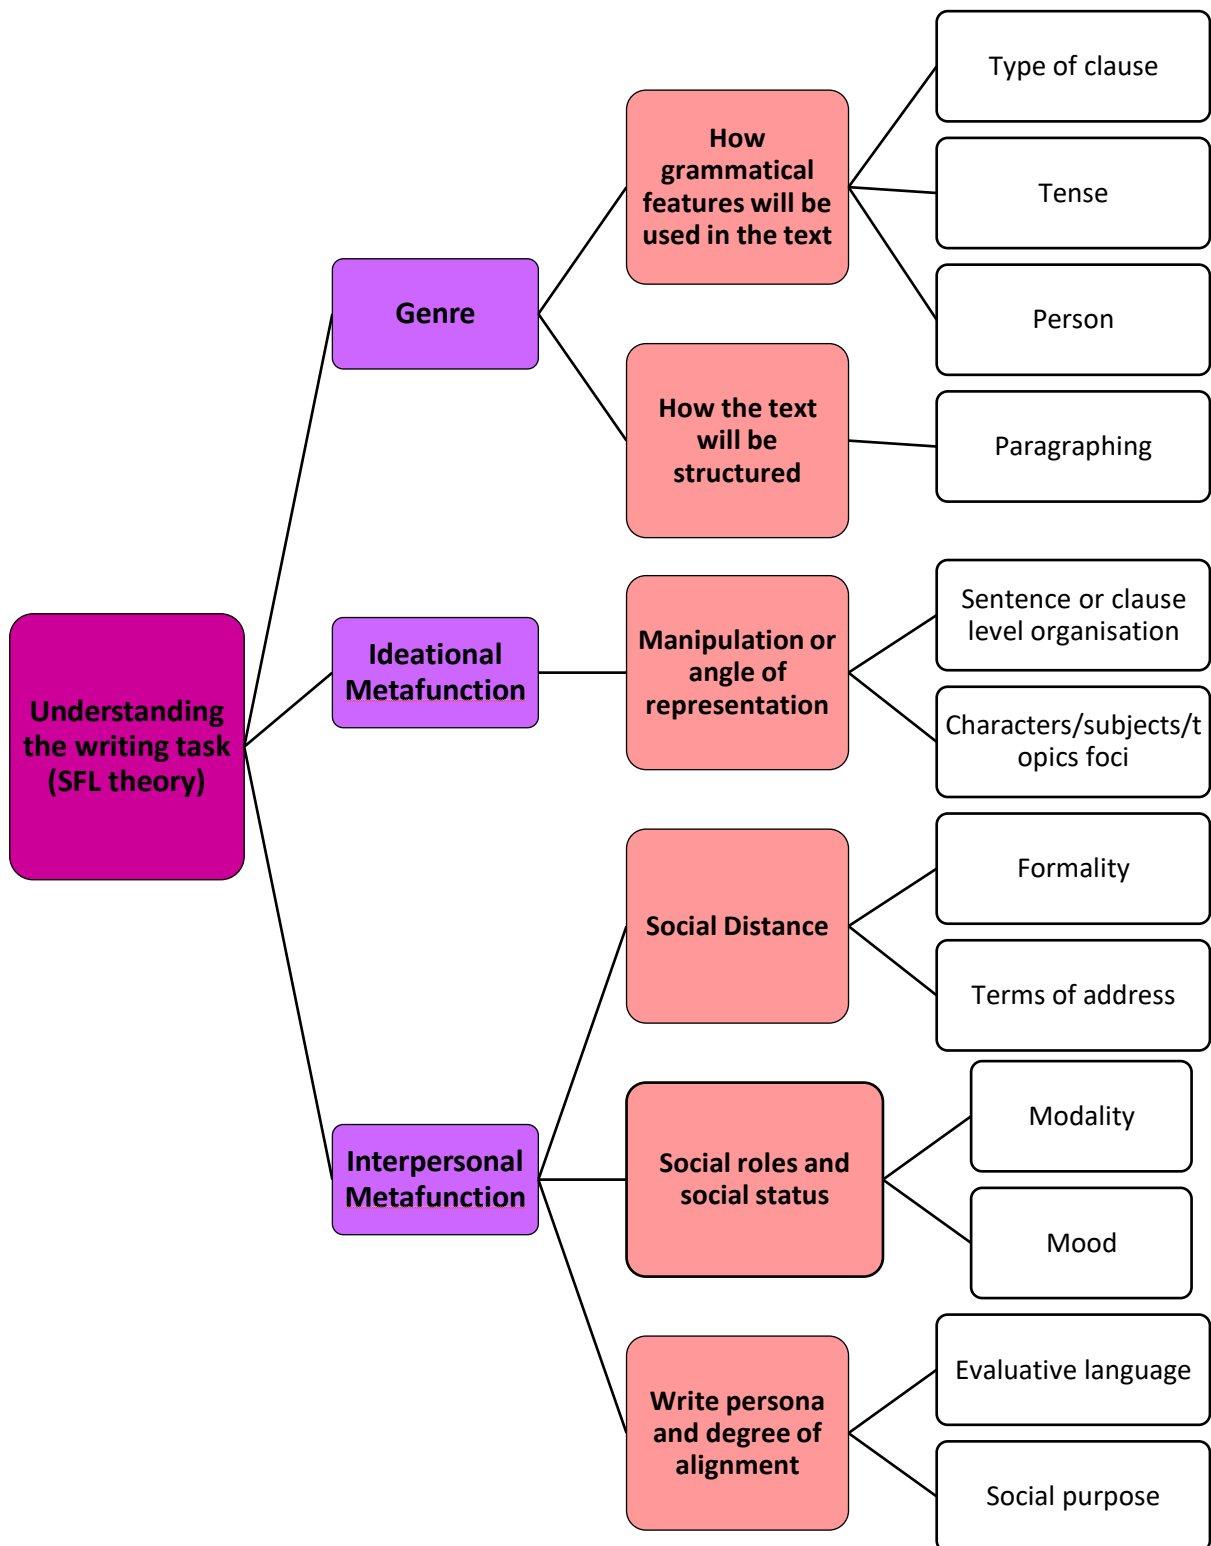 Understanding
the writing task
(SFL theory)
Genre
How
grammatical
features will be
used in the text
Type of clause
Tense
Person
How the text
will be
structured
Paragraphing
Ideational
Metafunction
Manipulation or
angle of
representation
Sentence or clause
level organisation
Characters/subjects/t
opics foci
Interpersonal
Metafunction
Social Distance
Formality
Terms of address
Social roles and
social status
Modality
Mood
Write persona
and degree of
alignment
Evaluative language
Social purpose